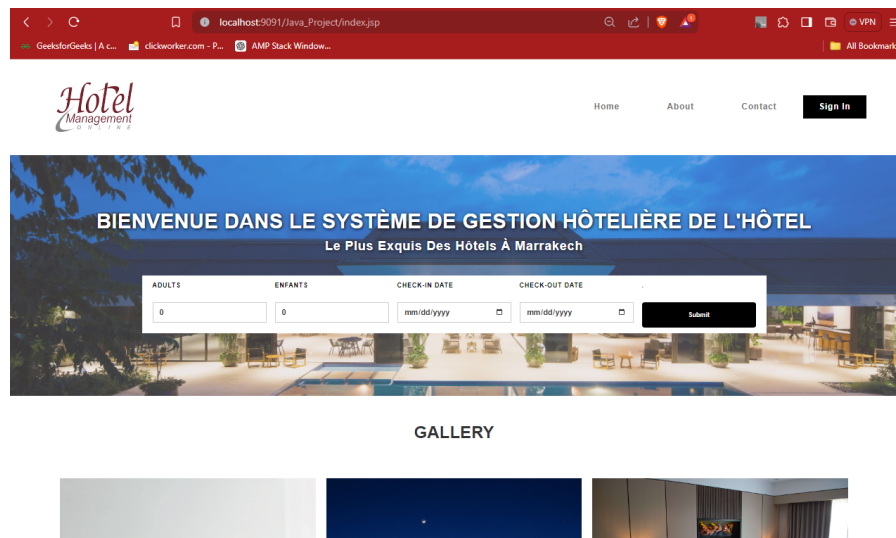 localhost:9091/Java_Project/index.jsp
VPN
GeeksforGeeks | A c... clickworker.com - P... AMP Stack Window... All Bookmark
Hotel
Management
ONLINE
Home About Contact Sign In
BIENVENUE DANS LE SYSTÈME DE GESTION HÔTELIÈRE DE L'HÔTEL
Le Plus Exquis Des Hôtels À Marrakech
ADULTS ENFANTS CHECK-IN DATE CHECK-OUT DATE .
0 0 mm/dd/yyyy mm/dd/yyyy Submit
GALLERY